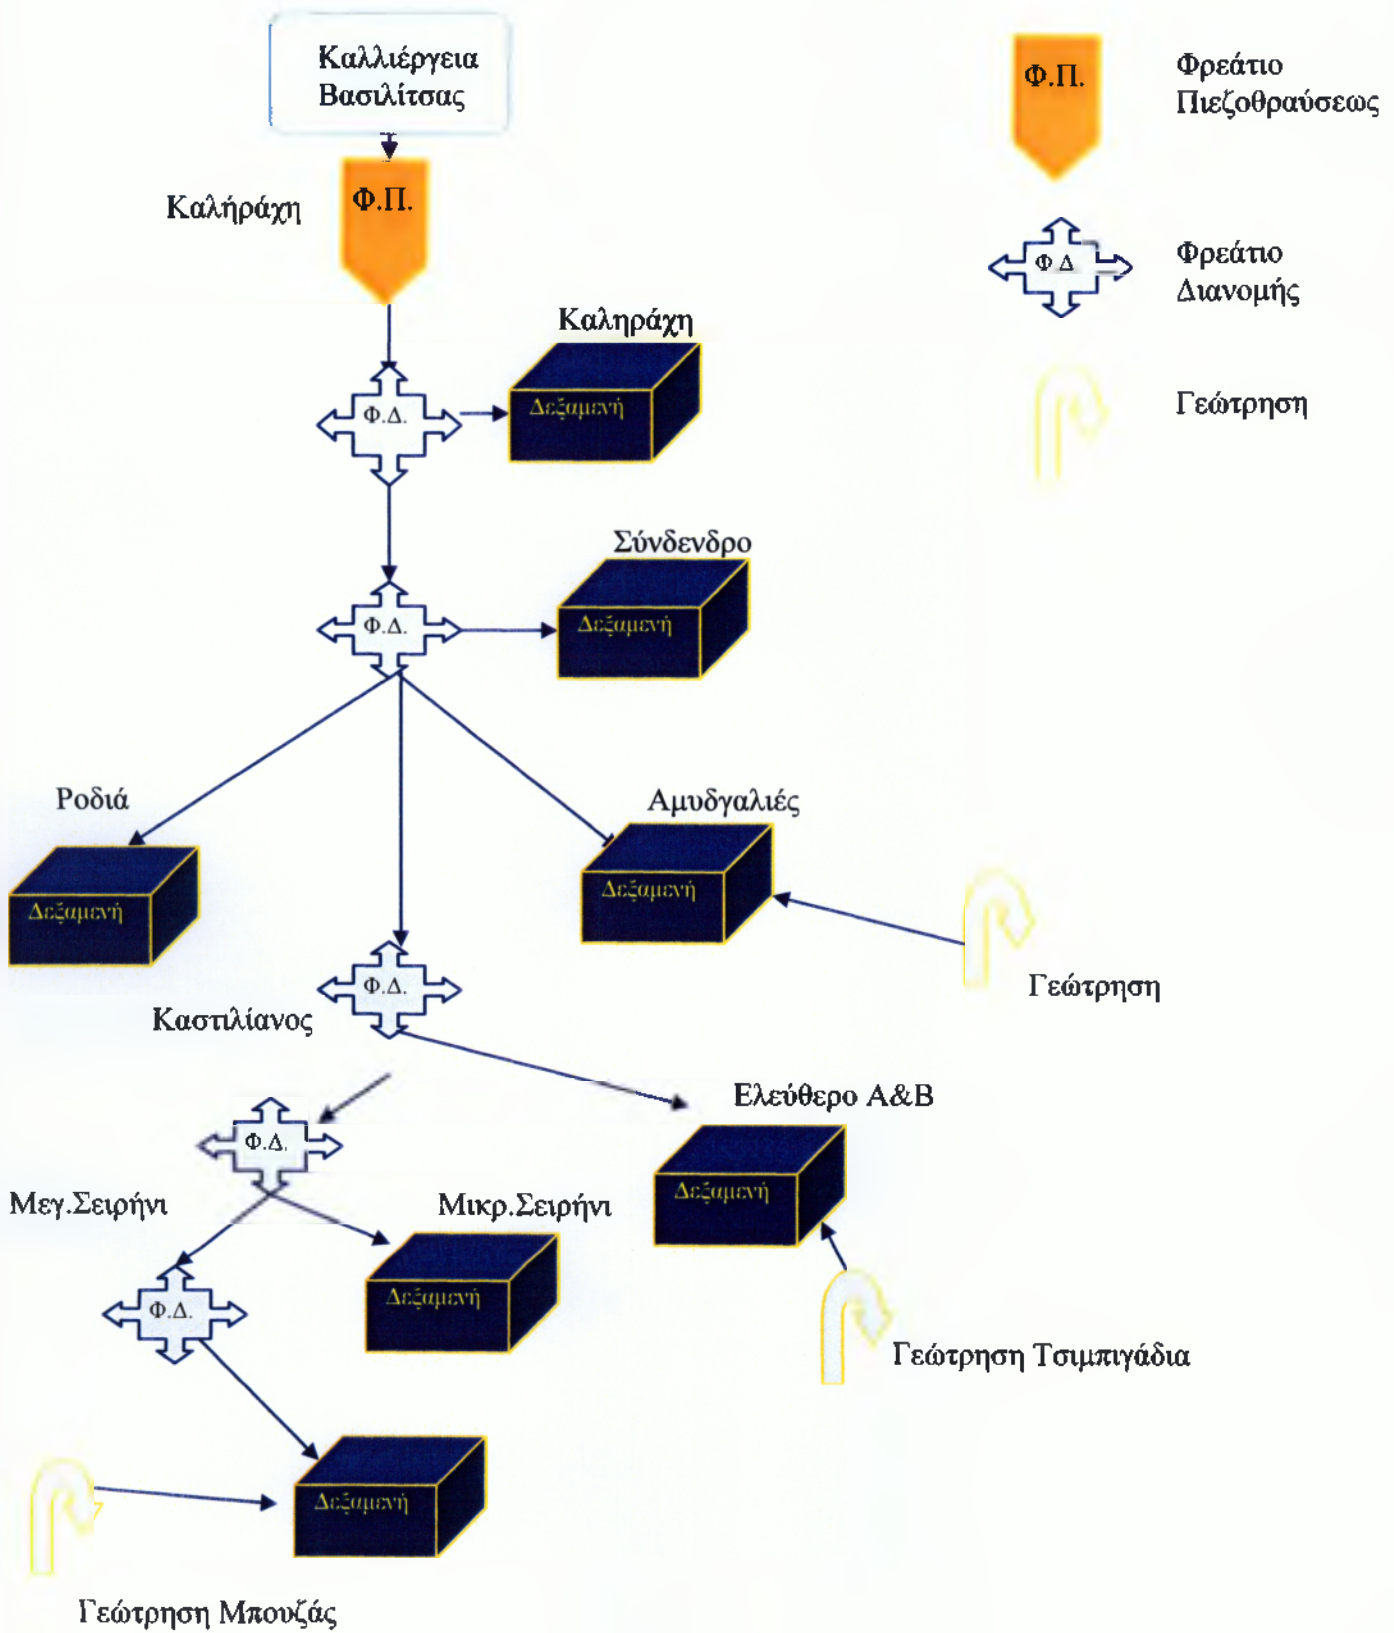 Καλλιέργεια
Βασιλίτσας
Φ.Π.
Φρεάτιο
Πιεζοθραύσεως
Καλήράχη
Φ.Π.
Φ.Δ
Φρεάτιο
Διανομής
Καληράχη
Δεξαμενή
Φ.Δ.
Γεώτρηση
Σύνδενδρο
Δεξαμενή
Φ.Δ.
Ροδιά
Δεξαμενή
Αμυδγαλιές
Δεξαμενή
Γεώτρηση
Φ.Δ.
Καστιλίανος
Ελεύθερο Α&Β
Δεξαμενή
Φ.Δ.
Μεγ.Σειρήνι
Μικρ.Σειρήνι
Δεξαμενή
Φ.Δ.
Γεώτρηση Τσιμπιγάδια
Δεξαμενή
Γεώτρηση Μπουζάς